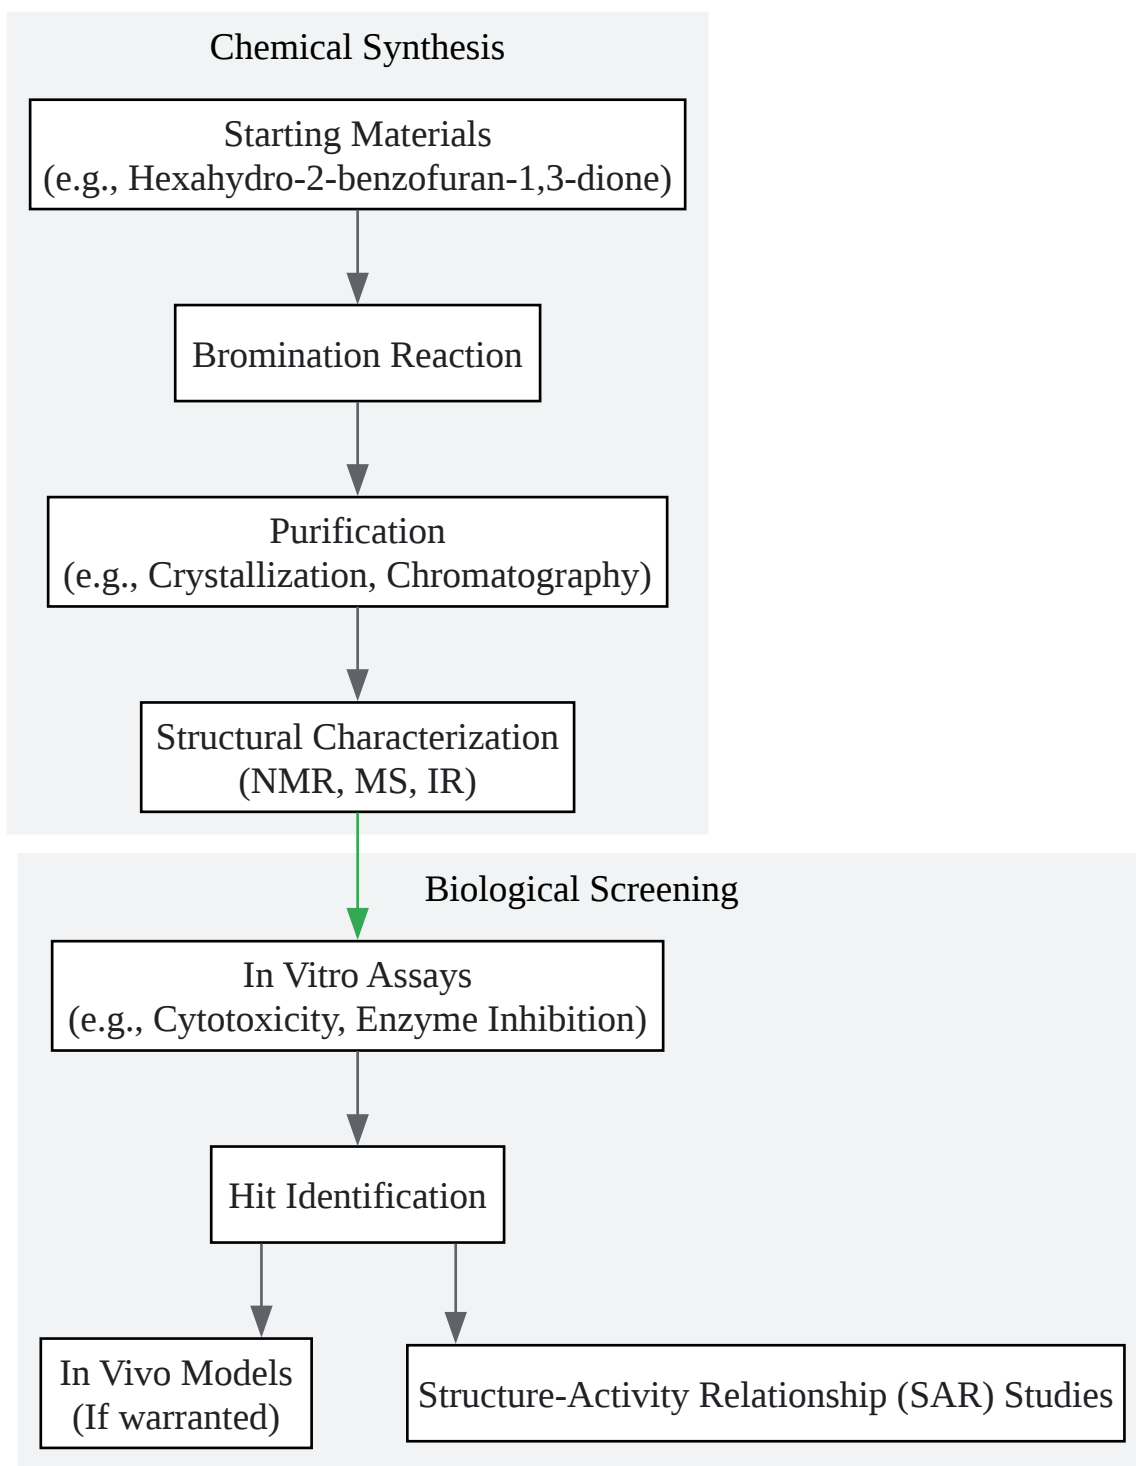 Chemical Synthesis
Starting Materials
(e.g., Hexahydro-2-benzofuran-1,3-dione)
Bromination Reaction
Purification
(e.g., Crystallization, Chromatography)
Structural Characterization
(NMR, MS, IR)
Biological Screening
In Vitro Assays
(e.g., Cytotoxicity, Enzyme Inhibition)
Hit Identification
In Vivo Models
(If warranted)
Structure-Activity Relationship (SAR) Studies